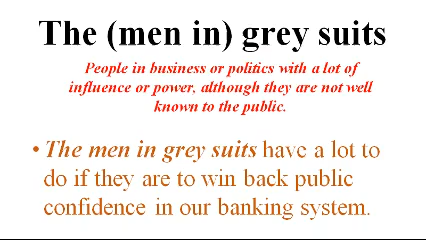 The (men in) grey suits
People in business or politics with a lot of
influence or power, although they are not well
known to the public.
• The men in grey suits have a lot to
do if they are to win back public
confidence in our banking system.